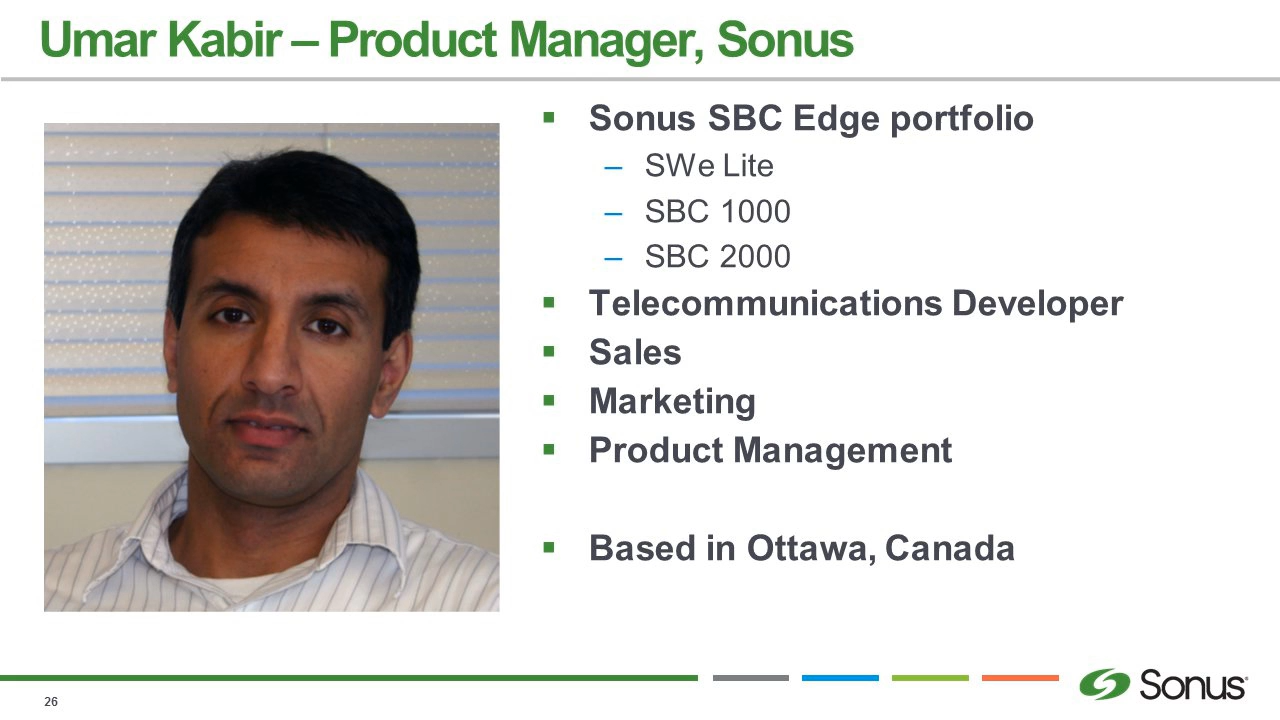 Umar Kabir – Product Manager, Sonus
▪ Sonus SBC Edge portfolio
– SWe Lite
– SBC 1000
– SBC 2000
▪ Telecommunications Developer
▪ Sales
▪ Marketing
▪ Product Management
▪ Based in Ottawa, Canada
26
Sonus®